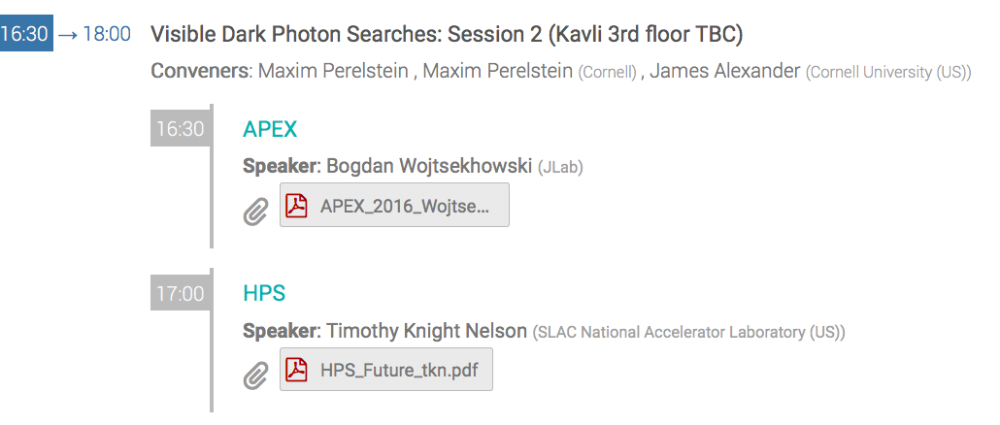 16:30 → 18:00 Visible Dark Photon Searches: Session 2 (Kavli 3rd floor TBC)
Conveners: Maxim Perelstein , Maxim Perelstein (Cornell) , James Alexander (Cornell University (US))
16:30 APEX
Speaker: Bogdan Wojtsekhowski (JLab)
APEX_2016_Wojtse...
17:00 HPS
Speaker: Timothy Knight Nelson (SLAC National Accelerator Laboratory (US))
HPS_Future_tkn.pdf